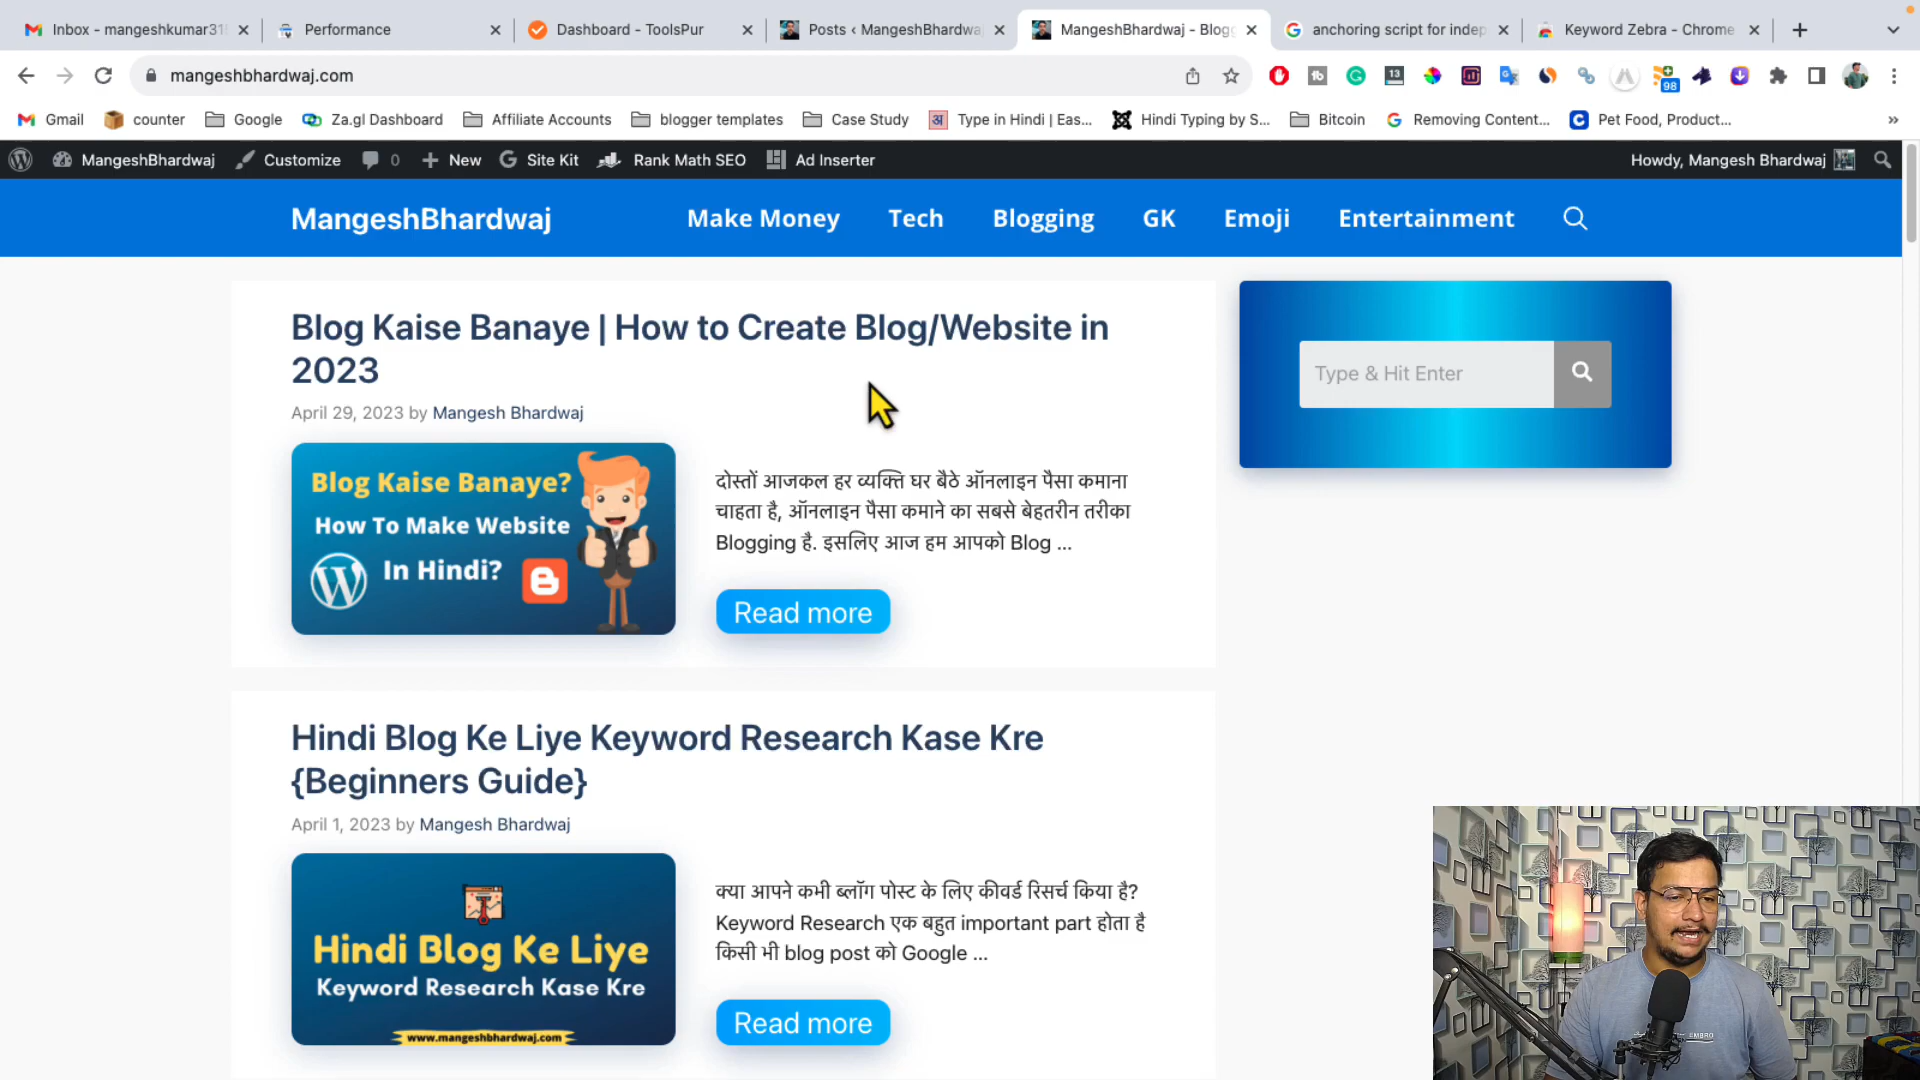 Inbox - mangeshkumar315
Performance
Dashboard - ToolsPur
Posts ‹ MangeshBhardwaj
MangeshBhardwaj - Blogg
anchoring script for indep
Keyword Zebra - Chrome
mangeshbhardwaj.com
13
98
Gmail
counter
Google
Za.gl Dashboard
Affiliate Accounts
blogger templates
Case Study
Type in Hindi | Eas...
Hindi Typing by S...
Bitcoin
Removing Content...
Pet Food, Product...
»
MangeshBhardwaj
Customize
0
New
Site Kit
Rank Math SEO
Ad Inserter
Howdy, Mangesh Bhardwaj
MangeshBhardwaj
Make Money
Tech
Blogging
GK
Emoji
Entertainment
Blog Kaise Banaye | How to Create Blog/Website in
2023
April 29, 2023 by Mangesh Bhardwaj
Blog Kaise Banaye?
How To Make Website
In Hindi?
दोस्तों आजकल हर व्यक्ति घर बैठे ऑनलाइन पैसा कमाना
चाहता है, ऑनलाइन पैसा कमाने का सबसे बेहतरीन तरीका
Blogging है. इसलिए आज हम आपको Blog ...
Read more
Type & Hit Enter
Hindi Blog Ke Liye Keyword Research Kase Kre
{Beginners Guide}
April 1, 2023 by Mangesh Bhardwaj
Hindi Blog Ke Liye
Keyword Research Kase Kre
www.mangeshbhardwaj.com
क्या आपने कभी ब्लॉग पोस्ट के लिए कीवर्ड रिसर्च किया है?
Keyword Research एक बहुत important part होता है
किसी भी blog post को Google ...
Read more